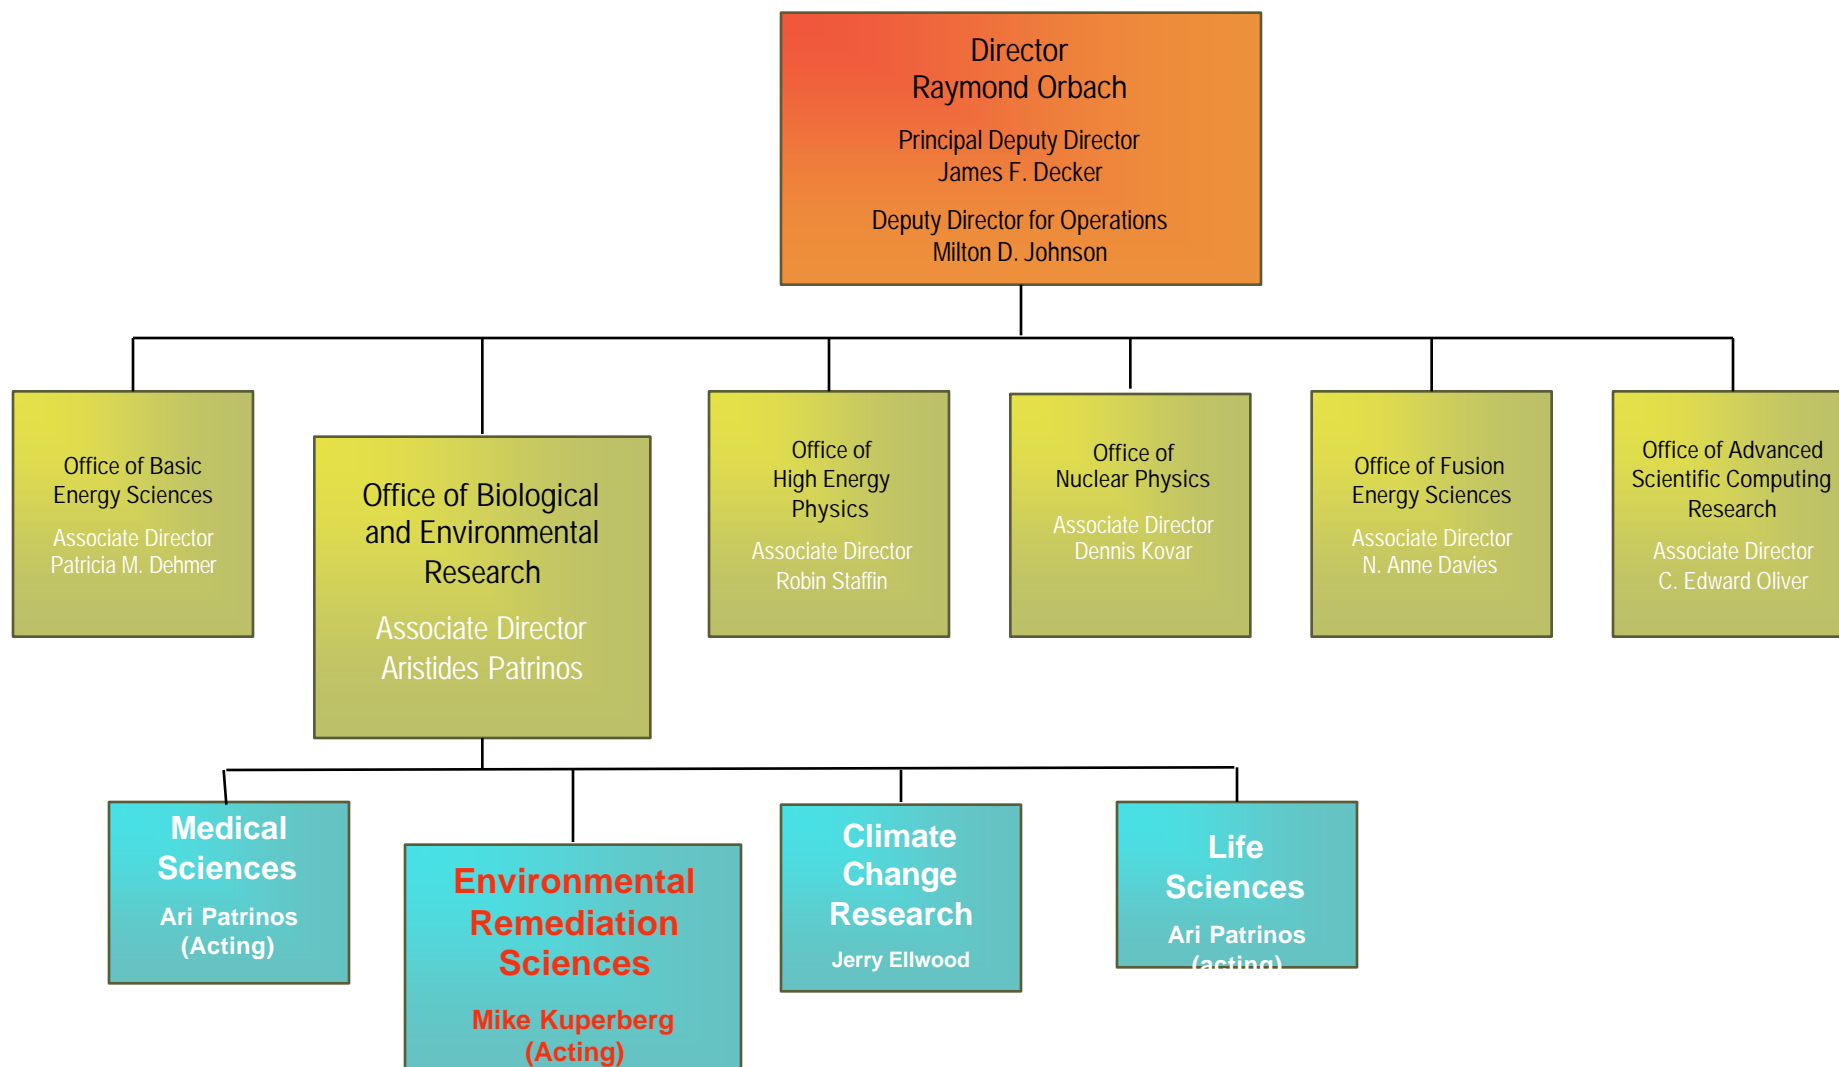 Director
Raymond Orbach
Principal Deputy Director
James F. Decker
Deputy Director for Operations
Milton D. Johnson
Office of Basic
Energy Sciences
Associate Director
Patricia M. Dehmer
Office of Biological
and Environmental
Research
Associate Director
Aristides Patrinos
Office of
High Energy
Physics
Associate Director
Robin Staffin
Office of
Nuclear Physics
Associate Director
Dennis Kovar
Office of Fusion
Energy Sciences
Associate Director
N. Anne Davies
Office of Advanced
Scientific Computing
Research
Associate Director
C. Edward Oliver
Medical
Sciences
Ari Patrinos
(Acting)
Environmental
Remediation
Sciences
Mike Kuperberg
(Acting)
Climate
Change
Research
Jerry Ellwood
Life
Sciences
Ari Patrinos
(acting)